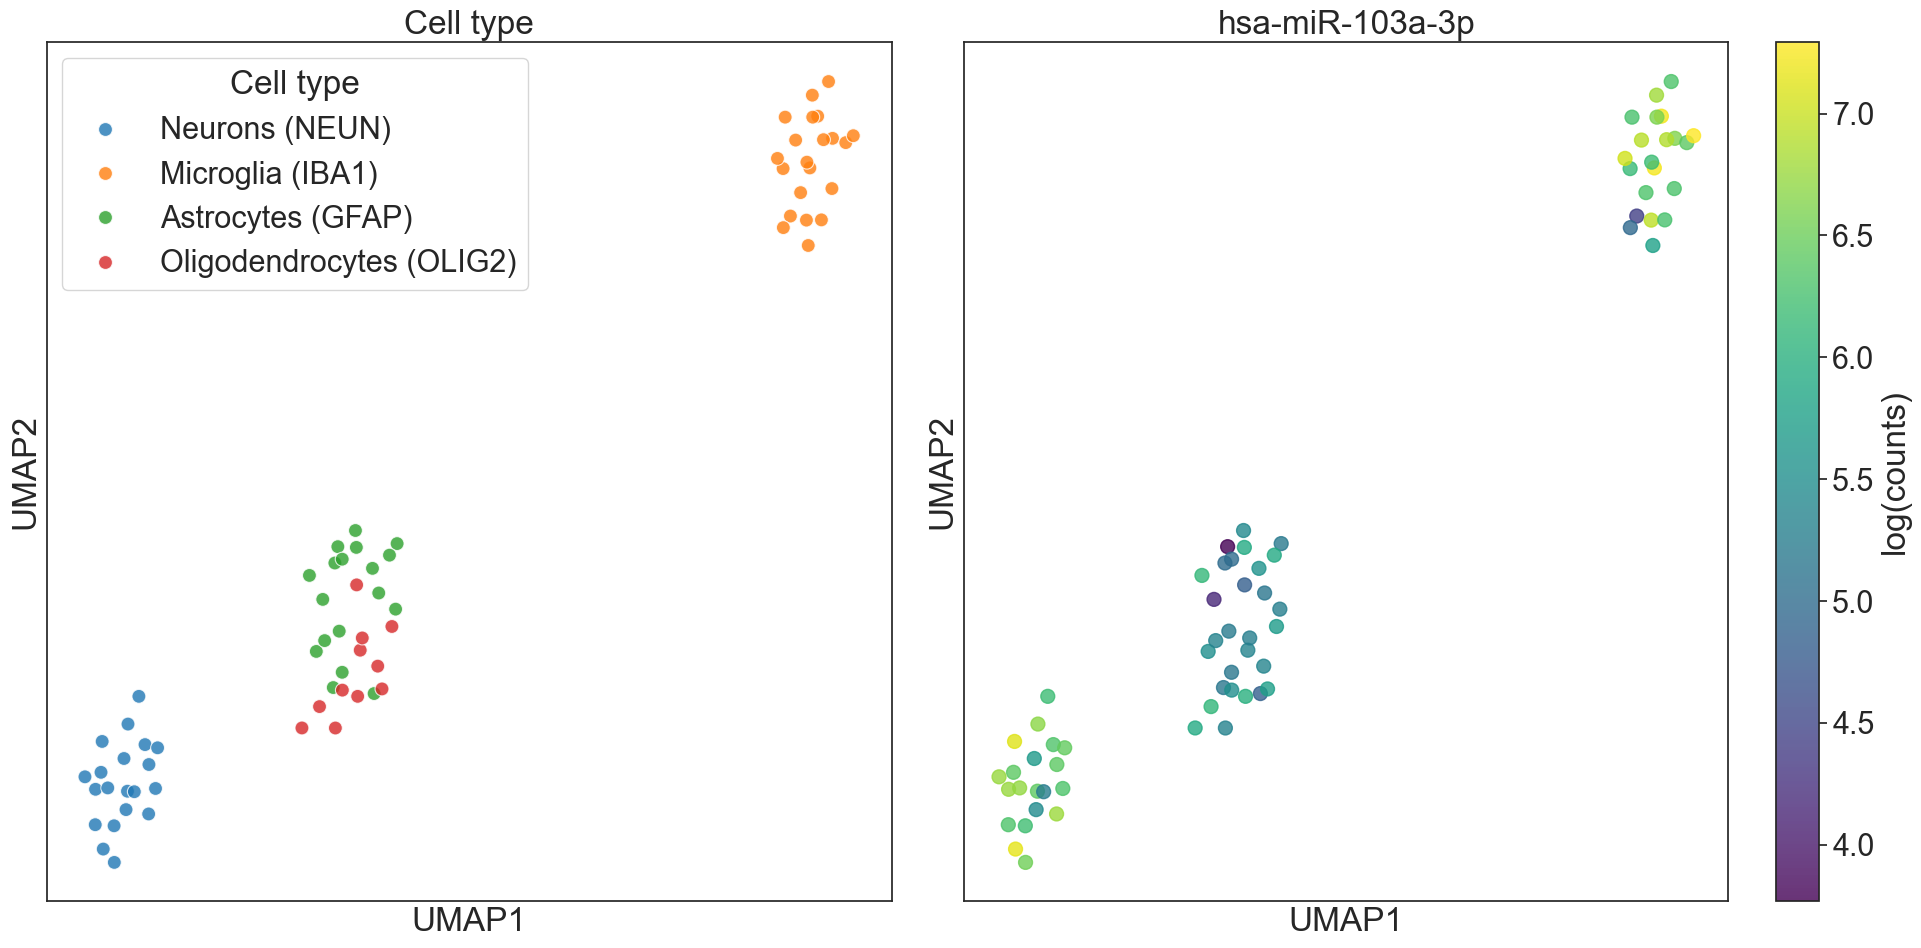 Cell type
Cell type
Neurons (NEUN)
Microglia (IBA1)
Astrocytes (GFAP)
Oligodendrocytes (OLIG2)
UMAP2
UMAP1
hsa-miR-103a-3p
UMAP2
UMAP1
7.0
6.5
6.0
5.5
5.0
4.5
4.0
log(counts)